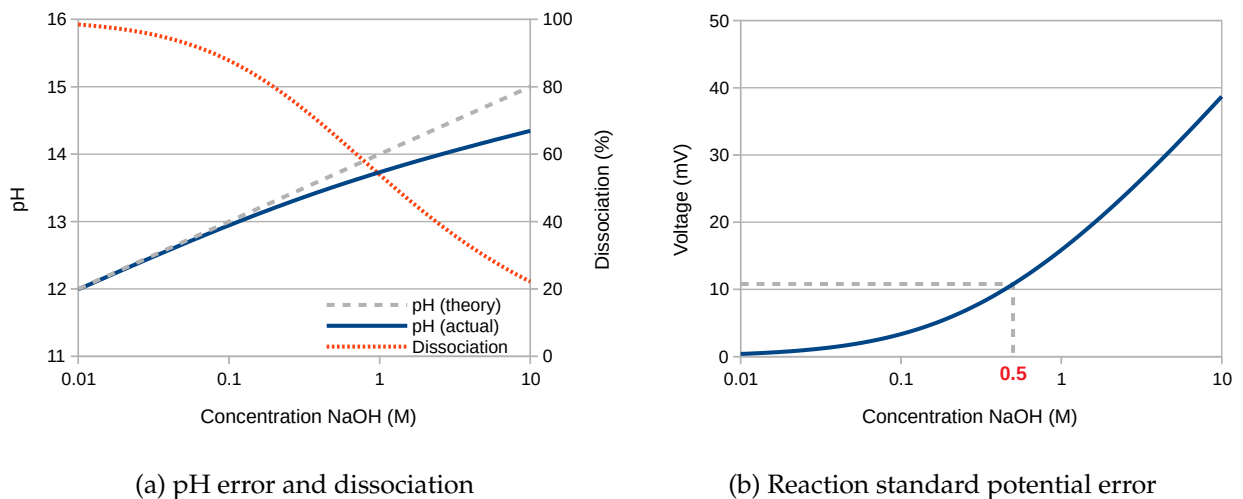 16
15
14
13
12
11
pH
0.01
0.1
1
10
Concentration NaOH (M)
100
80
60
40
20
0
Dissociation (%)
pH (theory)
pH (actual)
Dissociation
(a) pH error and dissociation
50
40
30
20
10
0
Voltage (mV)
0.01
0.1
0.5
1
10
Concentration NaOH (M)
(b) Reaction standard potential error